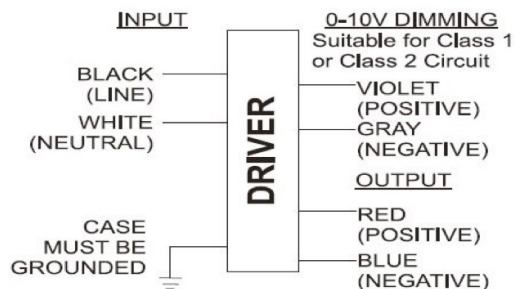 INPUT
BLACK
(LINE)
WHITE
(NEUTRAL)
CASE
MUST BE
GROUNDED
DRIVER
0-10V DIMMING
Suitable for Class 1
or Class 2 Circuit
VIOLET
(POSITIVE)
GRAY
(NEGATIVE)
OUTPUT
RED
(POSITIVE)
BLUE
(NEGATIVE)